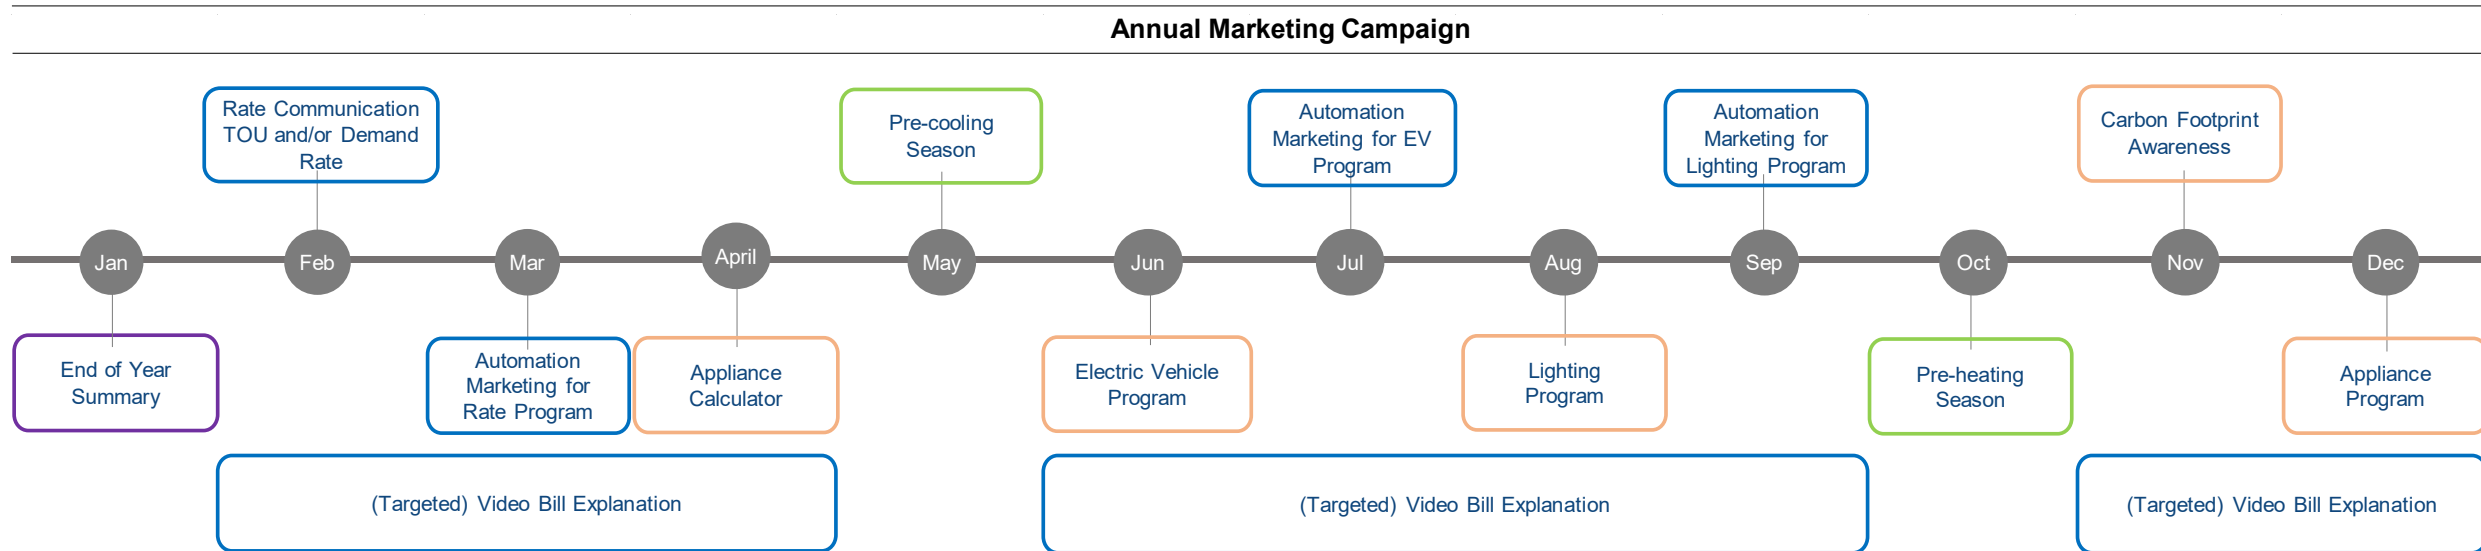 Annual Marketing Campaign
Rate Communication
TOU and/or Demand
Rate
Pre-cooling
Season
Automation
Marketing for EV
Program
Automation
Marketing for
Lighting Program
Carbon Footprint
Awareness
Jan
Feb
Mar
April
May
Jun
Jul
Aug
Sep
Oct
Nov
Dec
End of Year
Summary
Automation
Marketing for
Rate Program
Appliance
Calculator
Electric Vehicle
Program
Lighting
Program
Pre-heating
Season
Appliance
Program
(Targeted) Video Bill Explanation
(Targeted) Video Bill Explanation
(Targeted) Video Bill Explanation